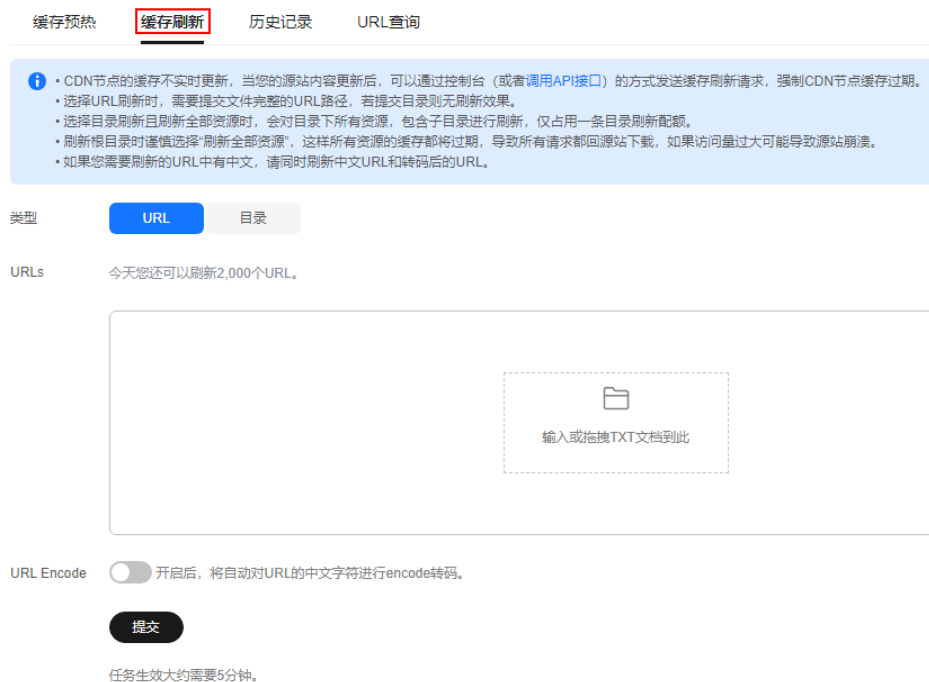 缓存预热 缓存刷新 历史记录 URL查询
• CDN节点的缓存不实时更新，当您的源站内容更新后，可以通过控制台（或者调用API接口）的方式发送缓存刷新请求，强制CDN节点缓存过期。
• 选择URL刷新时，需要提交文件完整的URL路径，若提交目录则无刷新效果。
• 选择目录刷新且刷新全部资源时，会对目录下所有资源，包含子目录进行刷新，仅占用一条目录刷新配额。
• 刷新根目录时谨慎选择“刷新全部资源”，这样所有资源的缓存都将过期，导致所有请求都回源站下载，如果访问量过大可能导致源站崩溃。
• 如果您需要刷新的URL中有中文，请同时刷新中文URL和转码后的URL。
类型 URL 目录
URLs 今天您还可以刷新2,000个URL。
输入或拖拽TXT文档到此
URL Encode 开启后，将自动对URL的中文字符进行encode转码。
提交
任务生效大约需要5分钟。